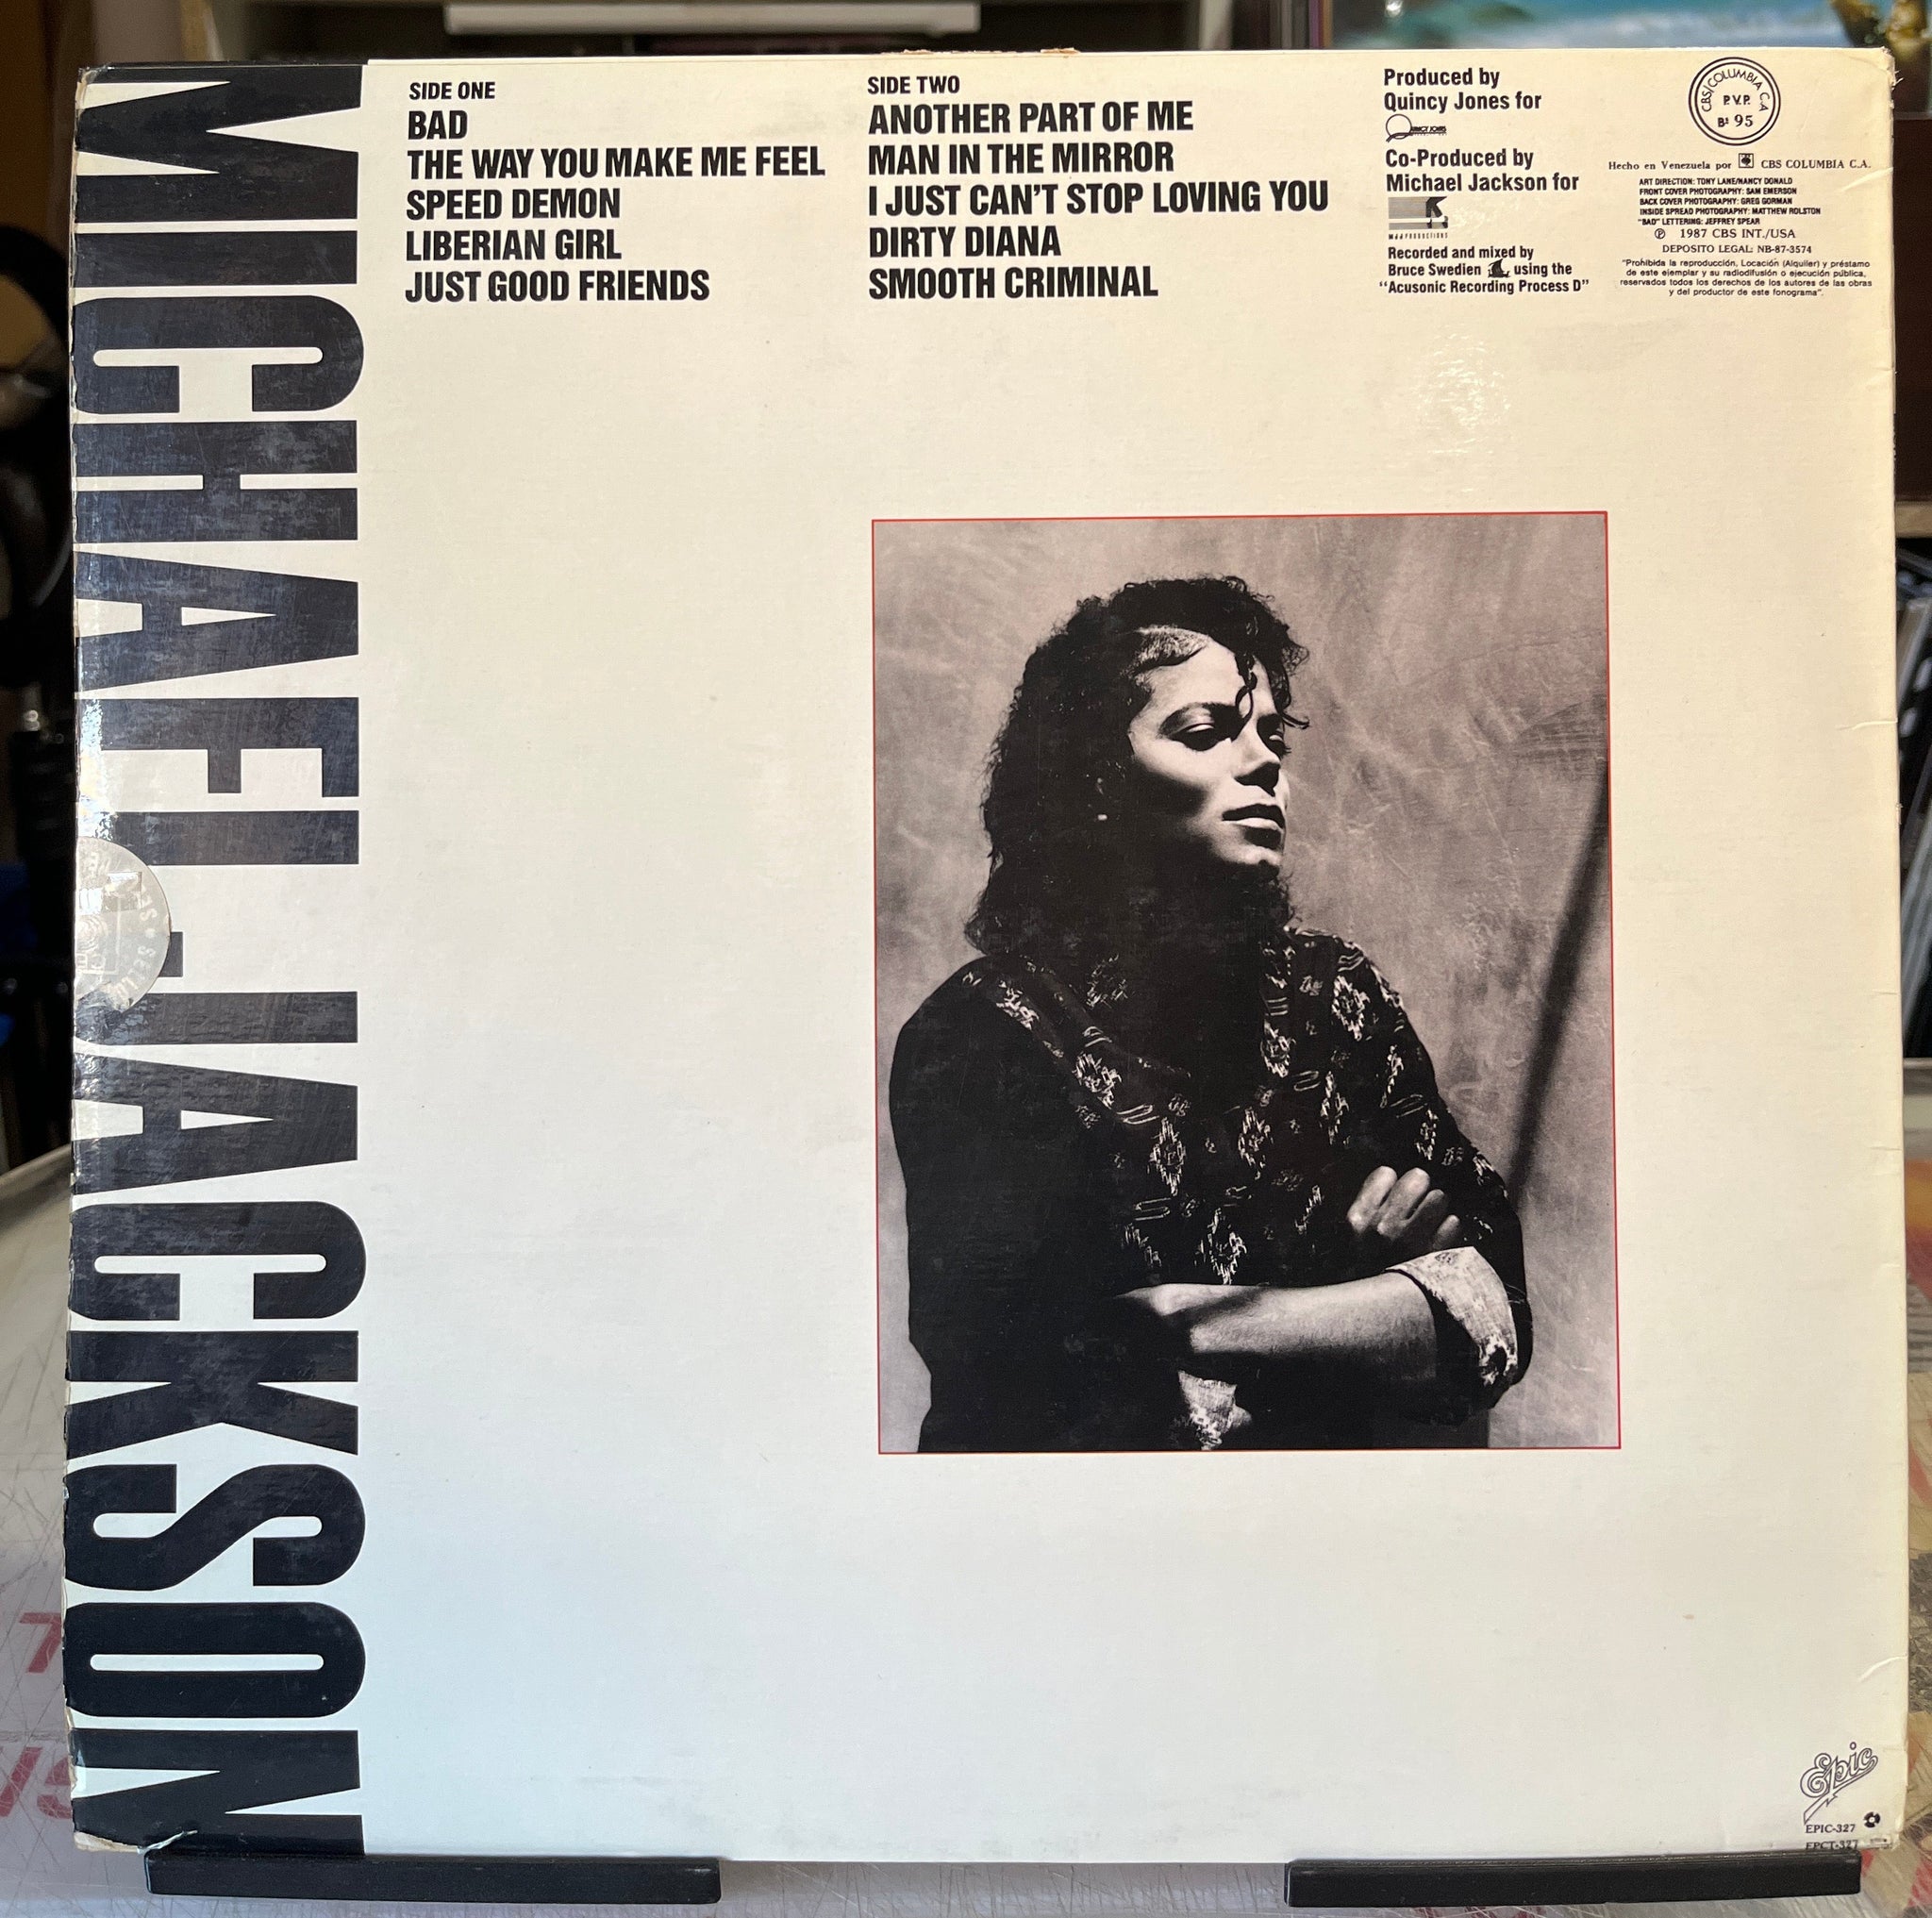 MICHAEL JACKSON
SIDE ONE
BAD
THE WAY YOU MAKE ME FEEL
SPEED DEMON
LIBERIAN GIRL
JUST GOOD FRIENDS
SIDE TWO
ANOTHER PART OF ME
MAN IN THE MIRROR
I JUST CAN'T STOP LOVING YOU
DIRTY DIANA
SMOOTH CRIMINAL
Produced by
Quincy Jones for
QUINCY JONES
Co-Produced by
Michael Jackson for
MJJ PRODUCTIONS
Recorded and mixed by
Bruce Swedien using the
“Acusonic Recording Process D”
CBS/COLUMBIA C.A.
P.V.P.
Bs 95
Hecho en Venezuela por CBS COLUMBIA C.A.
ART DIRECTION: TONY LANE/NANCY DONALD
FRONT COVER PHOTOGRAPHY: SAM EMERSON
BACK COVER PHOTOGRAPHY: GREG GORMAN
INSIDE SPREAD PHOTOGRAPHY: MATTHEW ROLSTON
"BAD" LETTERING: JEFFREY SPEAR
Ⓟ 1987 CBS INT./USA
DEPOSITO LEGAL: NB-87-3574
"Prohibida la reproducción, Locación (Alquiler) y préstamo
de este ejemplar y su radiodifusión o ejecución pública,
reservados todos los derechos de los autores de las obras
y del productor de este fonograma".
Epic
EPIC-327
EPCT-327